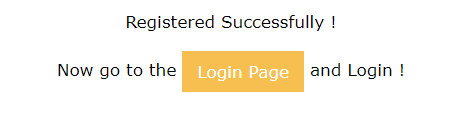 Registered Successfully !
Now go to the Login Page and Login !